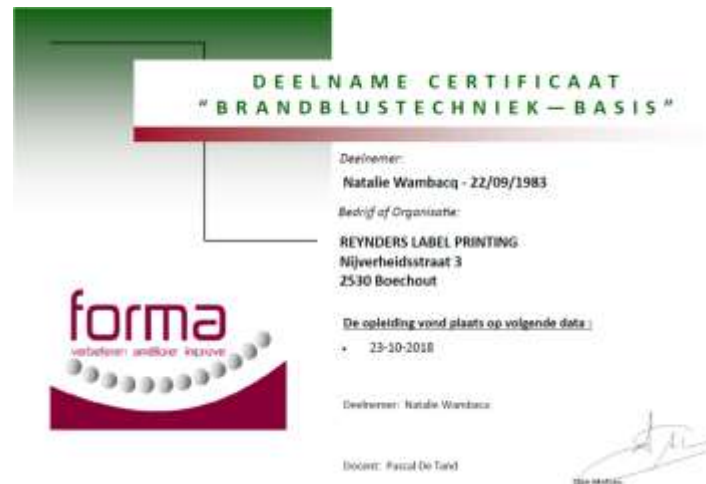 DEELNAME CERTIFICAAT
“BRANDBLUSTECHNIEK—BASIS”
Deelnemer:
Natalie Wambacq - 22/09/1983
Bedrijf of Organisatie:
REYNDERS LABEL PRINTING
Nijverheidsstraat 3
2530 Boechout
forma
verbeteren améliorer improve
De opleiding vond plaats op volgende data :
• 23-10-2018
Deelnemer: Natalie Wambacq
Docent: Pascal De Tand